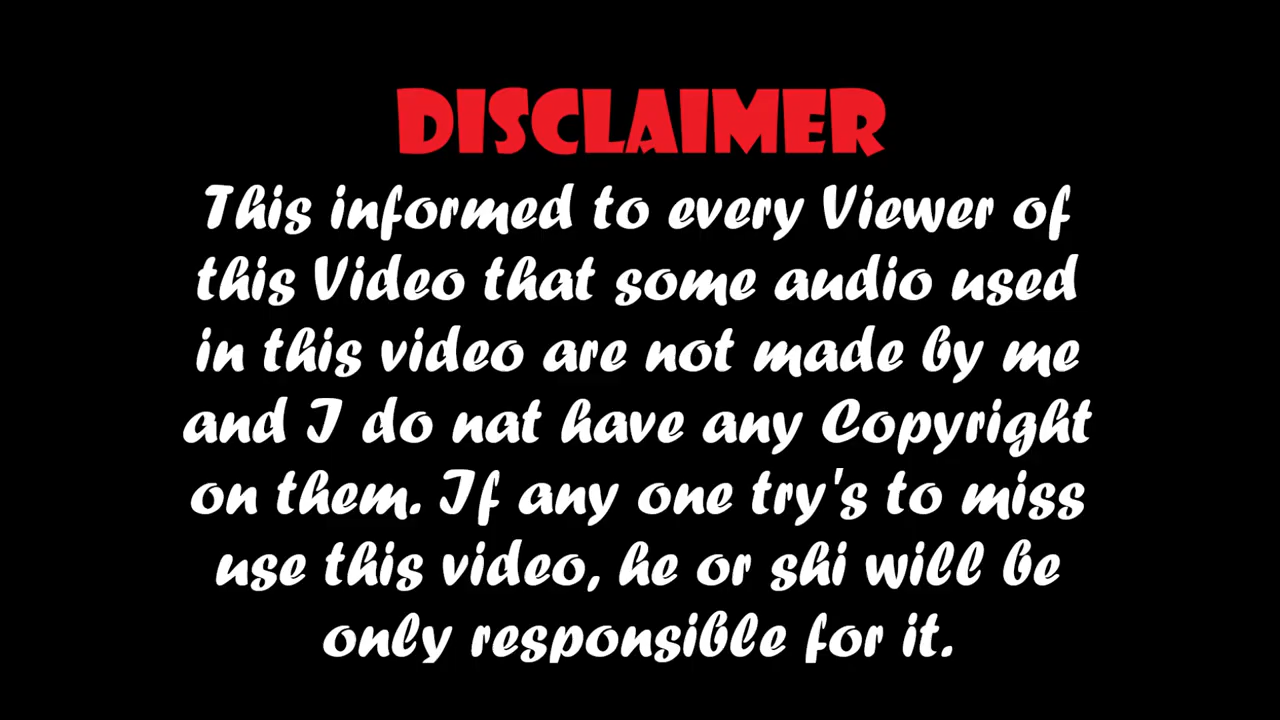 DISCLAIMER
This informed to every Viewer of
this Video that some audio used
in this video are not made by me
and I do nat have any Copyright
on them. If any one try's to miss
use this video, he or shi will be
only responsible for it.